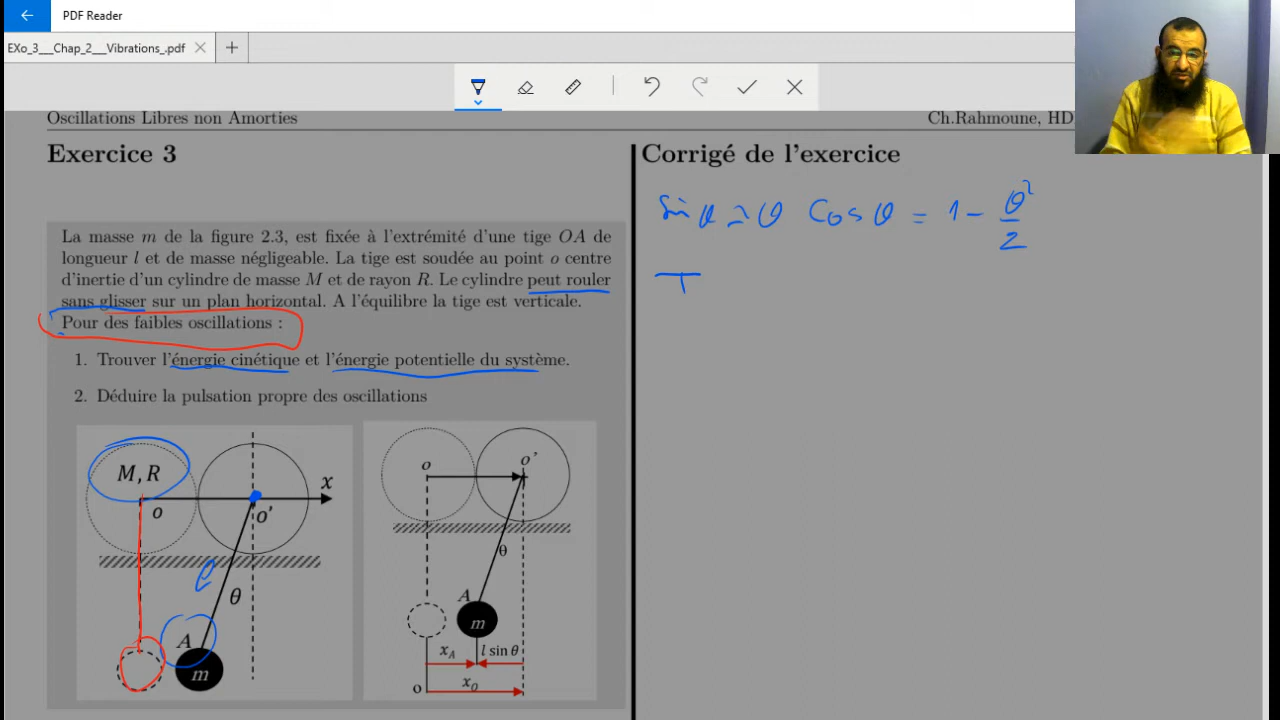 PDF Reader
EXo_3___Chap_2___Vibrations_.pdf
Oscillations Libres non Amorties
Ch.Rahmoune, HD
Exercice 3
La masse m de la figure 2.3, est fixée à l'extrémité d'une tige OA de
longueur l et de masse négligeable. La tige est soudée au point o centre
d'inertie d'un cylindre de masse M et de rayon R. Le cylindre peut rouler
sans glisser sur un plan horizontal. A l'équilibre la tige est verticale.
Pour des faibles oscillations :
1. Trouver l'énergie cinétique et l'énergie potentielle du système.
2. Déduire la pulsation propre des oscillations
M, R
x
o
o'
l
θ
A
m
o
o'
θ
A
m
x_A
l sin θ
o
x_O
Corrigé de l'exercice
Sin θ ≃ θ Cos θ = 1 - θ²/2
T